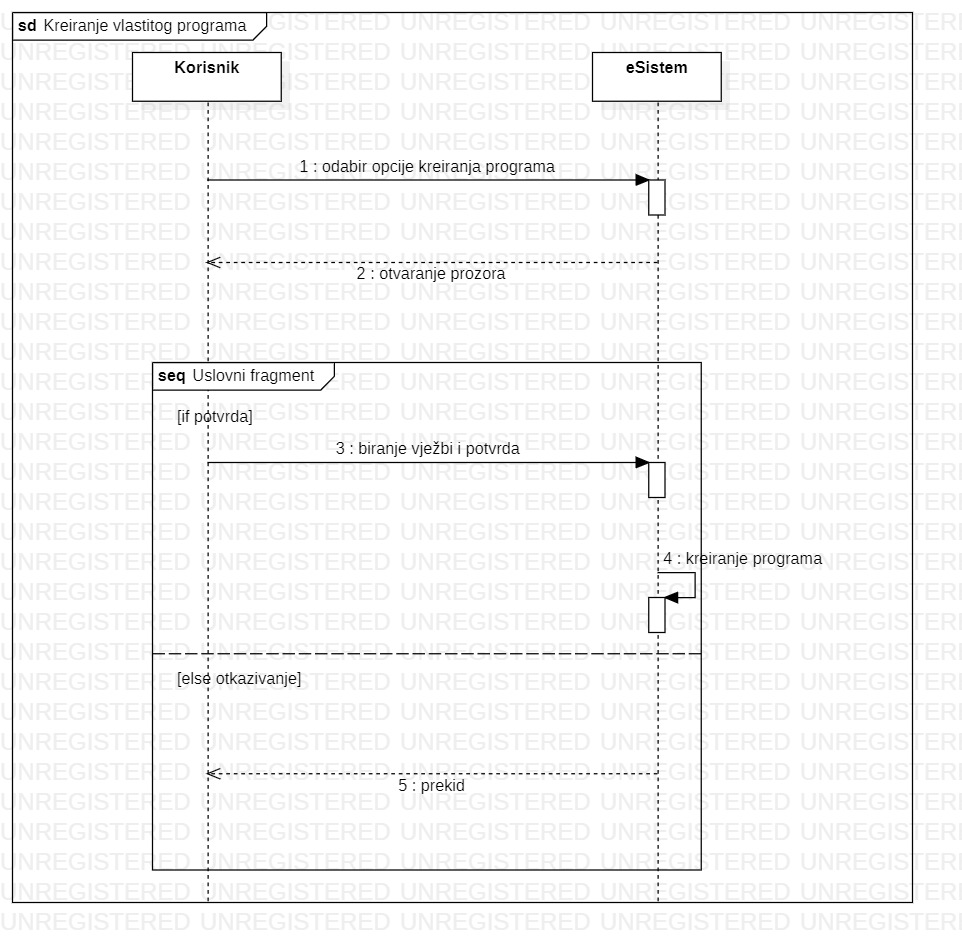 sd Kreiranje vlastitog programa
Korisnik
eSistem
1 : odabir opcije kreiranja programa
2 : otvaranje prozora
seq Uslovni fragment
[if potvrda]
3 : biranje vježbi i potvrda
4 : kreiranje programa
[else otkazivanje]
5 : prekid
UNREGISTERED